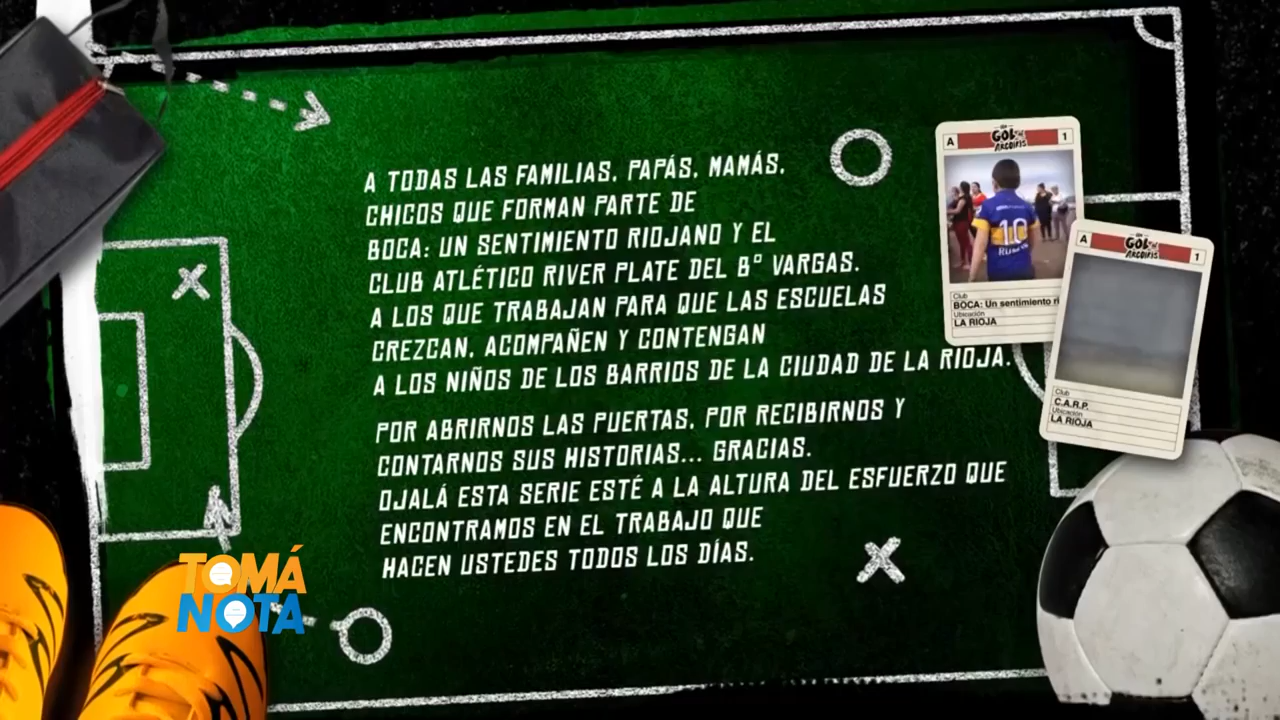 A TODAS LAS FAMILIAS, PAPÁS, MAMÁS,
CHICOS QUE FORMAN PARTE DE
BOCA: UN SENTIMIENTO RIOJANO Y EL
CLUB ATLÉTICO RIVER PLATE DEL Bº VARGAS.
A LOS QUE TRABAJAN PARA QUE LAS ESCUELAS
CREZCAN, ACOMPAÑEN Y CONTENGAN
A LOS NIÑOS DE LOS BARRIOS DE LA CIUDAD DE LA RIOJA.
POR ABRIRNOS LAS PUERTAS, POR RECIBIRNOS Y
CONTARNOS SUS HISTORIAS... GRACIAS.
OJALÁ ESTA SERIE ESTÉ A LA ALTURA DEL ESFUERZO QUE
ENCONTRAMOS EN EL TRABAJO QUE
HACEN USTEDES TODOS LOS DÍAS.
A
GOL
ARCOIRIS
1
10
Club
BOCA: Un sentimiento ri
Ubicación
LA RIOJA
A
GOL
ARCOIRIS
1
Club
C.A.R.P.
Ubicación
LA RIOJA
TOMÁ
NOTA